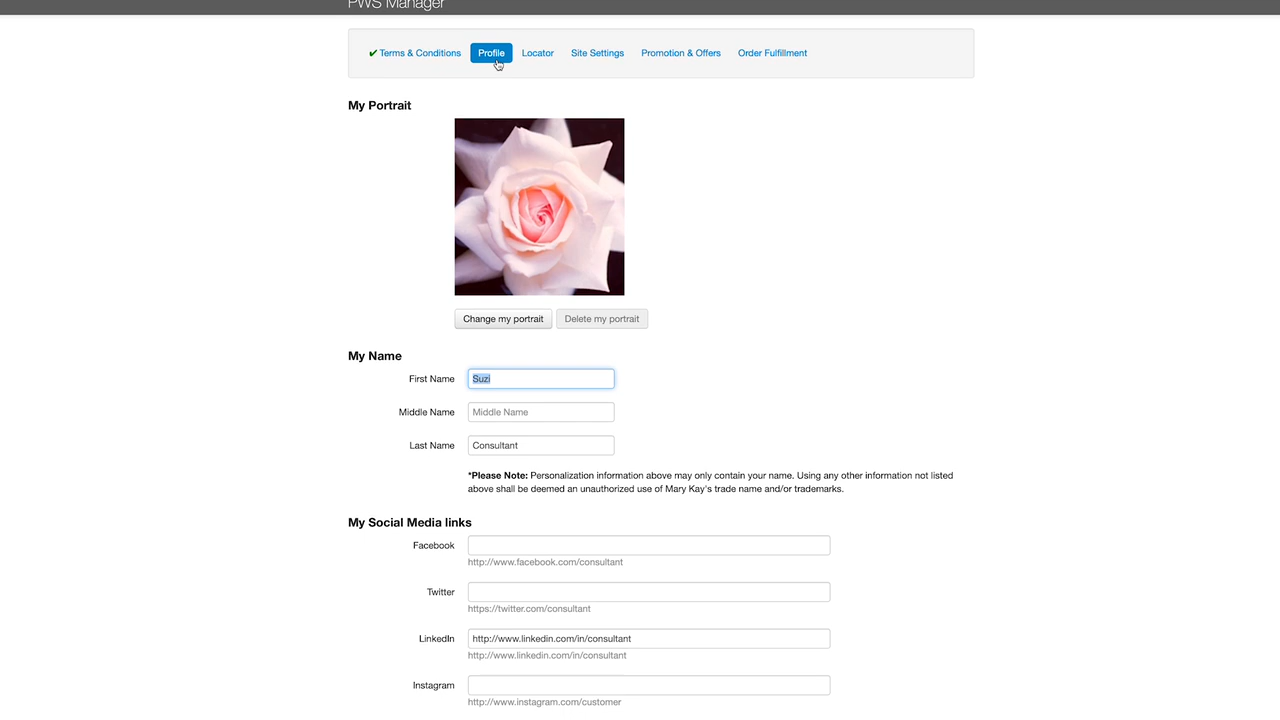 PWS Manager
✔ Terms & Conditions Profile Locator Site Settings Promotion & Offers Order Fulfillment
My Portrait
Change my portrait Delete my portrait
My Name
First Name Suzi
Middle Name Middle Name
Last Name Consultant
*Please Note: Personalization information above may only contain your name. Using any other information not listed
above shall be deemed an unauthorized use of Mary Kay's trade name and/or trademarks.
My Social Media links
Facebook
http://www.facebook.com/consultant
Twitter
https://twitter.com/consultant
LinkedIn http://www.linkedin.com/in/consultant
http://www.linkedin.com/in/consultant
Instagram
http://www.instagram.com/customer